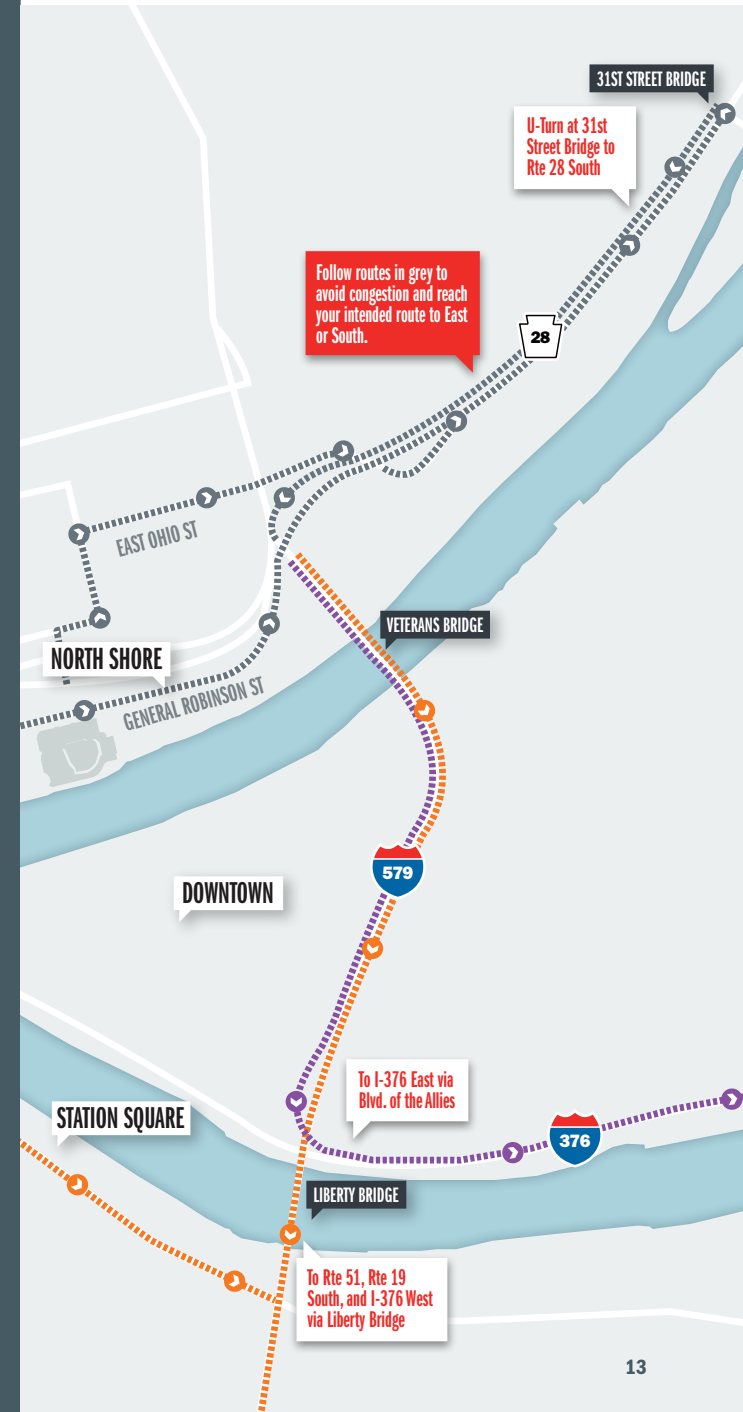 31ST STREET BRIDGE
U-Turn at 31st
Street Bridge to
Rte 28 South
Follow routes in grey to
avoid congestion and reach
your intended route to East
or South.
28
EAST OHIO ST
VETERANS BRIDGE
NORTH SHORE
GENERAL ROBINSON ST
579
DOWNTOWN
To I-376 East via
Blvd. of the Allies
STATION SQUARE
376
LIBERTY BRIDGE
To Rte 51, Rte 19
South, and I-376 West
via Liberty Bridge
13